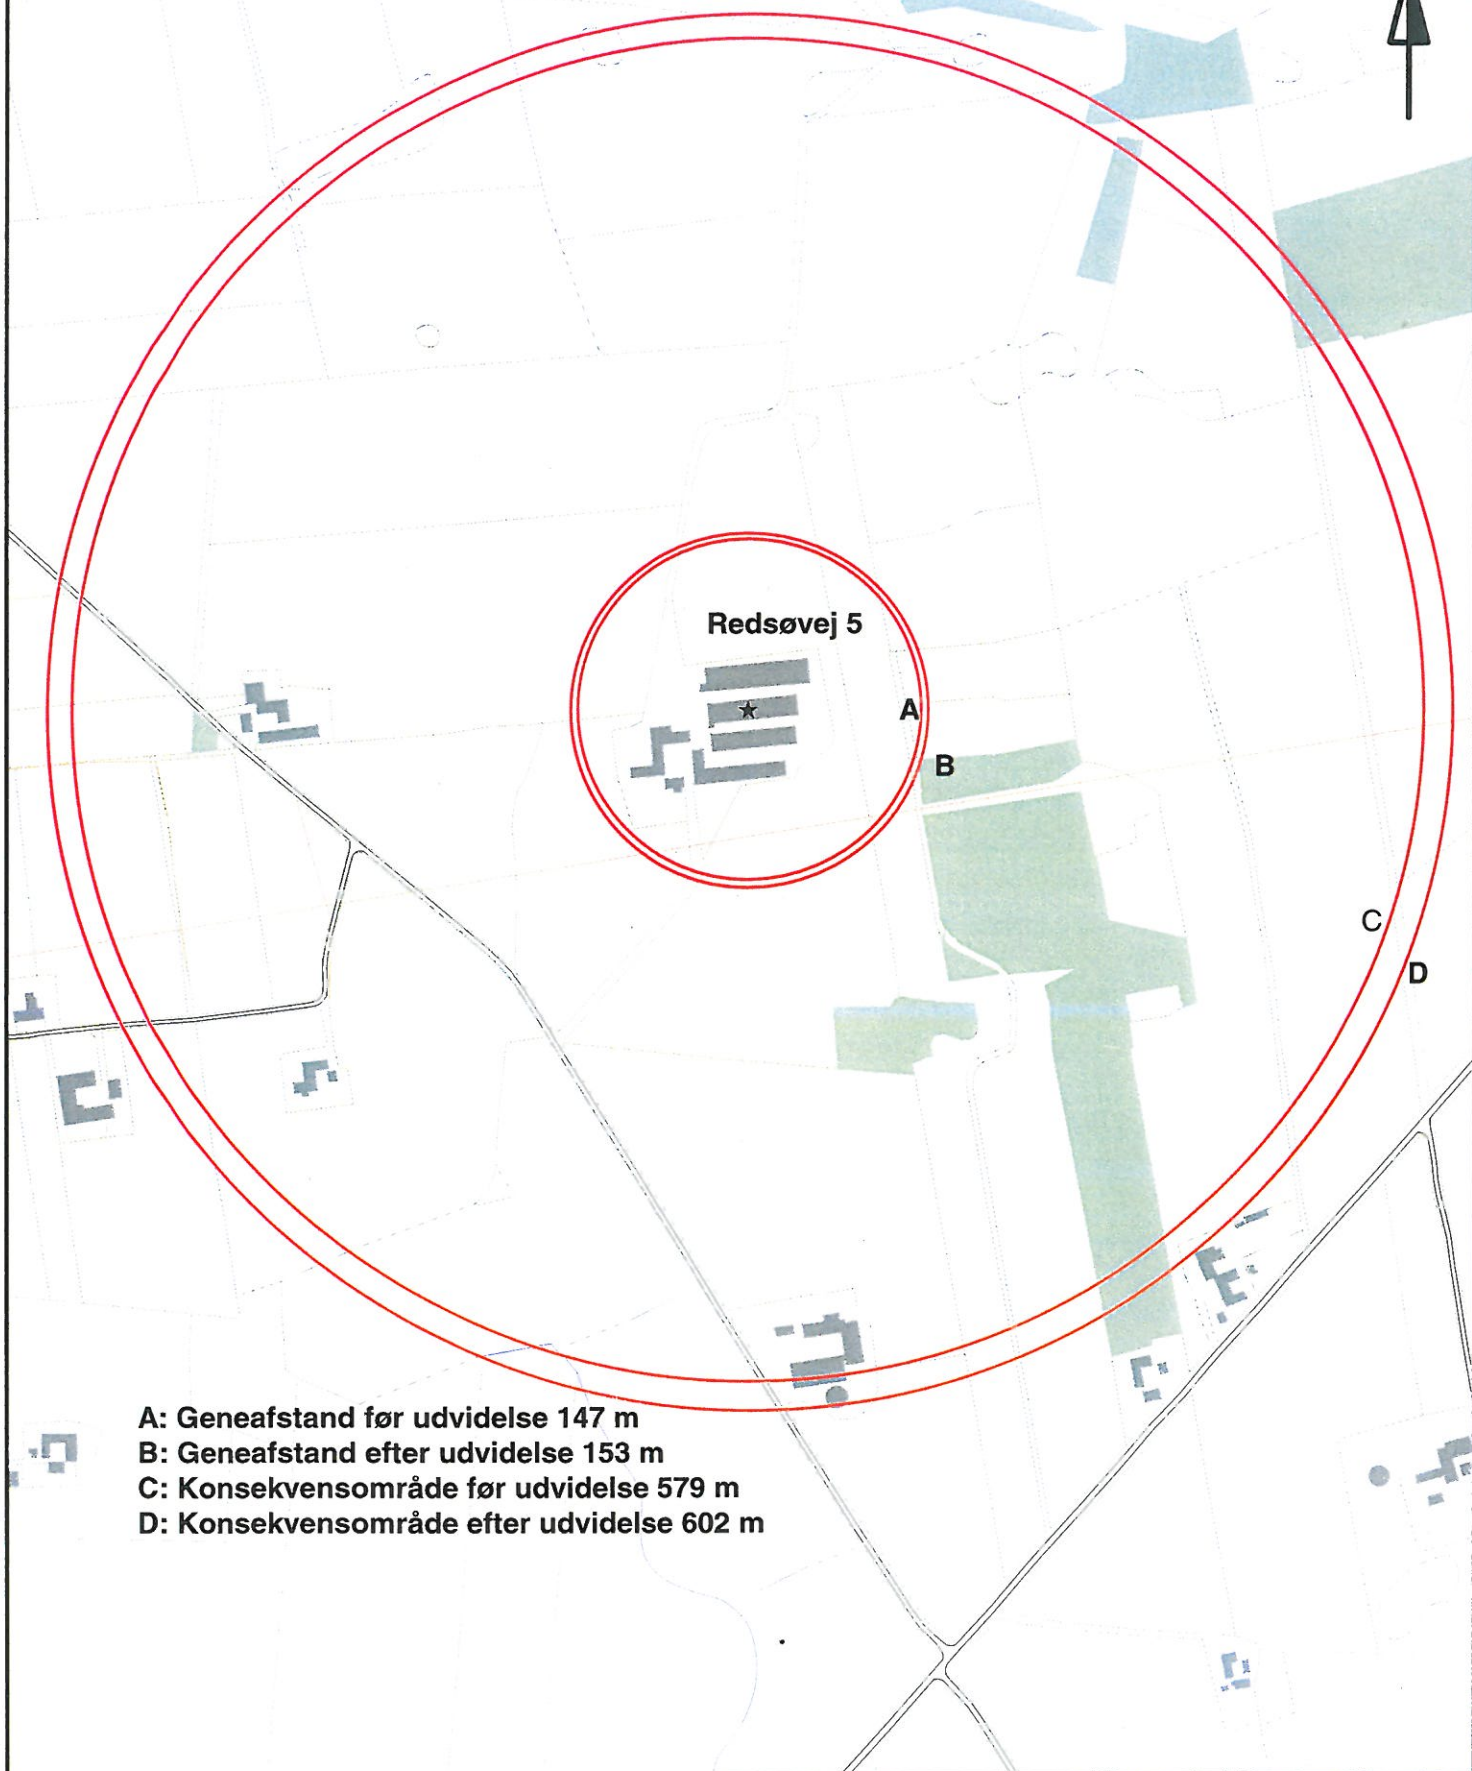 Redsøvej 5
A
B
C
D
A: Geneafstand før udvidelse 147 m
B: Geneafstand efter udvidelse 153 m
C: Konsekvensområde før udvidelse 579 m
D: Konsekvensområde efter udvidelse 602 m